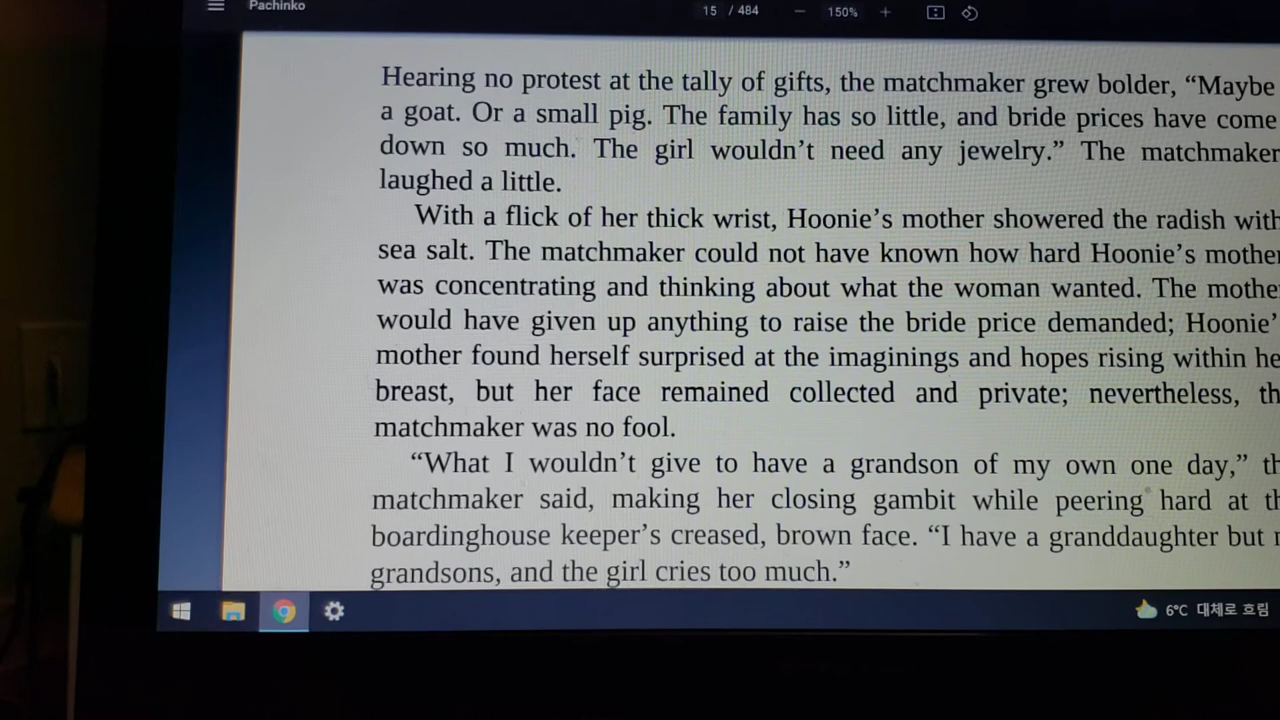 Pachinko
15 / 484
150%
Hearing no protest at the tally of gifts, the matchmaker grew bolder, “Maybe
a goat. Or a small pig. The family has so little, and bride prices have come
down so much. The girl wouldn’t need any jewelry.” The matchmaker
laughed a little.
With a flick of her thick wrist, Hoonie’s mother showered the radish with
sea salt. The matchmaker could not have known how hard Hoonie’s mother
was concentrating and thinking about what the woman wanted. The mothe
would have given up anything to raise the bride price demanded; Hoonie’
mother found herself surprised at the imaginings and hopes rising within he
breast, but her face remained collected and private; nevertheless, th
matchmaker was no fool.
“What I wouldn’t give to have a grandson of my own one day,” th
matchmaker said, making her closing gambit while peering hard at th
boardinghouse keeper’s creased, brown face. “I have a granddaughter but
grandsons, and the girl cries too much.”
6°C 대체로 흐림